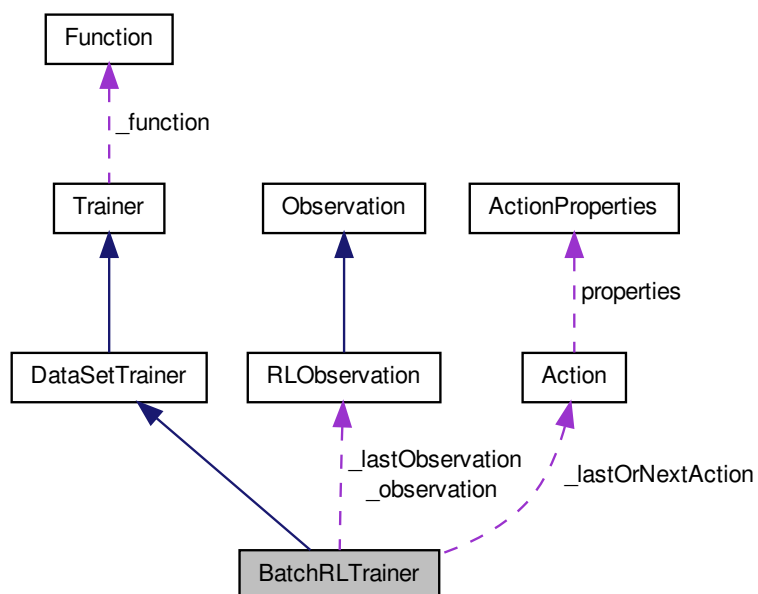 Function
_function
Trainer
Observation
ActionProperties
properties
DataSetTrainer
RLObservation
Action
_lastObservation
_observation
_lastOrNextAction
BatchRLTrainer